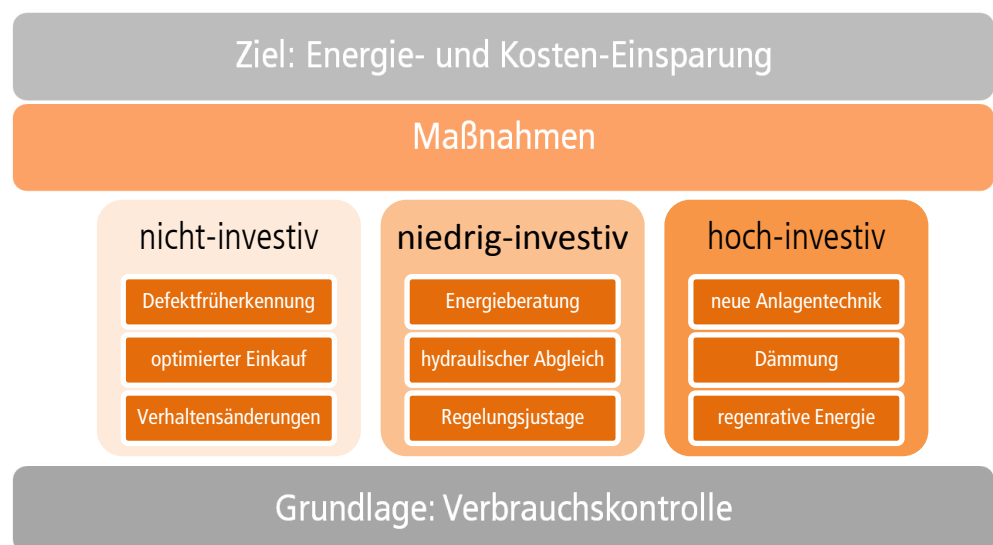 Ziel: Energie- und Kosten-Einsparung
Maßnahmen
nicht-investiv
Defektfrüherkennung
optimierter Einkauf
Verhaltensänderungen
niedrig-investiv
Energieberatung
hydraulischer Abgleich
Regelungsjustage
hoch-investiv
neue Anlagentechnik
Dämmung
regenrative Energie
Grundlage: Verbrauchskontrolle